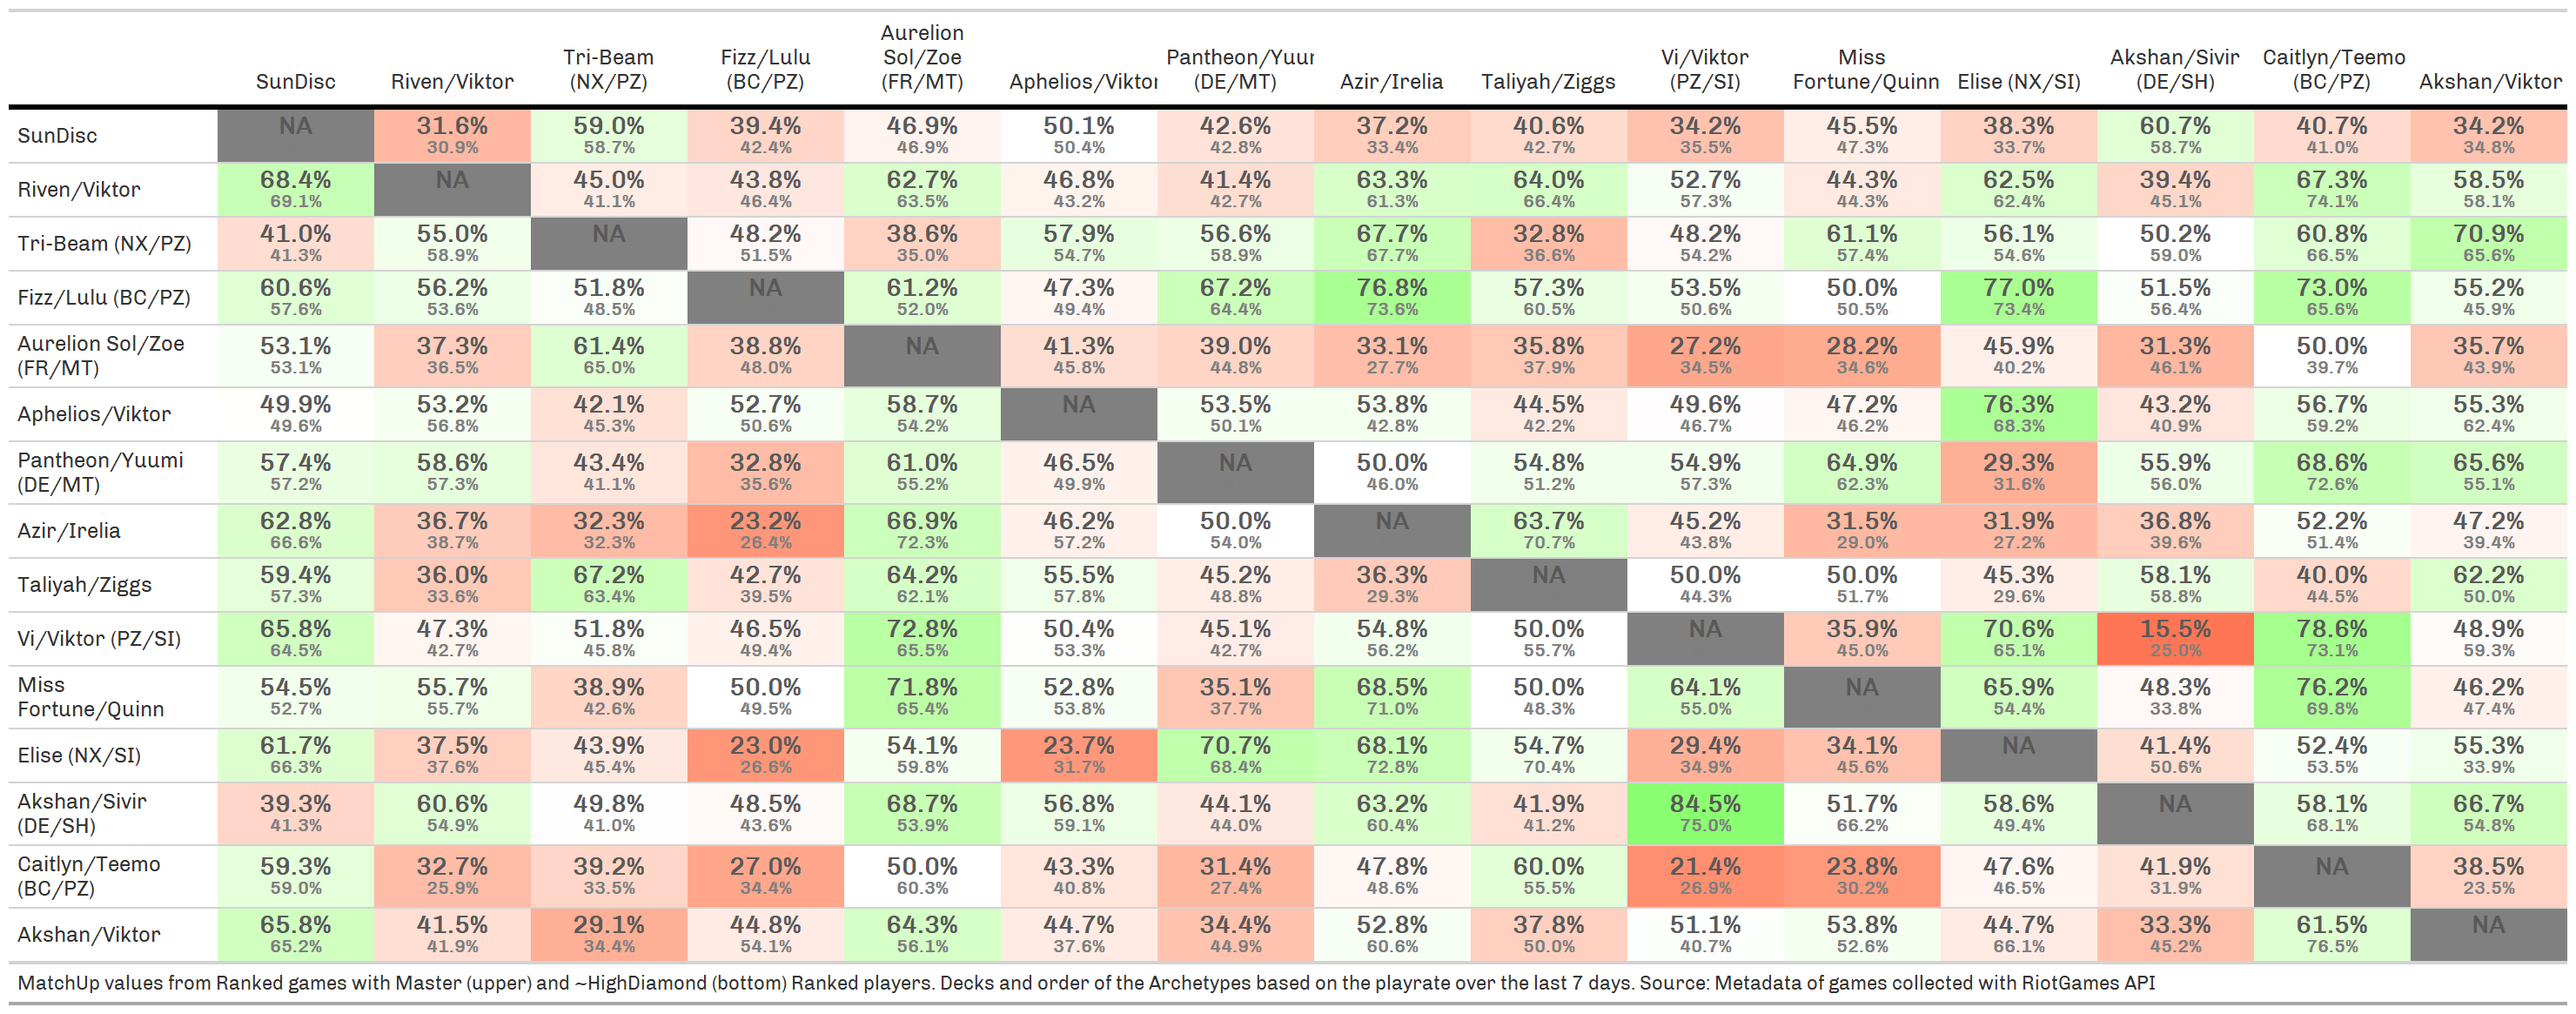 SunDisc Riven/Viktor Tri-Beam (NX/PZ) Fizz/Lulu (BC/PZ) Aurelion Sol/Zoe (FR/MT) Aphelios/Viktor Pantheon/Yuur (DE/MT) Azir/Irelia Taliyah/Ziggs Vi/Viktor (PZ/SI) Miss Fortune/Quinn Elise (NX/SI) Akshan/Sivir (DE/SH) Caitlyn/Teemo (BC/PZ) Akshan/Viktor
SunDisc NA 31.6% 59.0% 39.4% 46.9% 50.1% 42.6% 37.2% 40.6% 34.2% 45.5% 38.3% 60.7% 40.7% 34.2%
30.9% 58.7% 42.4% 46.9% 50.4% 42.8% 33.4% 42.7% 35.5% 47.3% 33.7% 58.7% 41.0% 34.8%
Riven/Viktor 68.4% NA 45.0% 43.8% 62.7% 46.8% 41.4% 63.3% 64.0% 52.7% 44.3% 62.5% 39.4% 67.3% 58.5%
69.1% 41.1% 46.4% 63.5% 43.2% 42.7% 61.3% 66.4% 57.3% 44.3% 62.4% 45.1% 74.1% 58.1%
Tri-Beam (NX/PZ) 41.0% 55.0% NA 48.2% 38.6% 57.9% 56.6% 67.7% 32.8% 48.2% 61.1% 56.1% 50.2% 60.8% 70.9%
41.3% 58.9% 51.5% 35.0% 54.7% 58.9% 67.7% 36.6% 54.2% 57.4% 54.6% 59.0% 66.5% 65.6%
Fizz/Lulu (BC/PZ) 60.6% 56.2% 51.8% NA 61.2% 47.3% 67.2% 76.8% 57.3% 53.5% 50.0% 77.0% 51.5% 73.0% 55.2%
57.6% 53.6% 48.5% 52.0% 49.4% 64.4% 73.6% 60.5% 50.6% 50.5% 73.4% 56.4% 65.6% 45.9%
Aurelion Sol/Zoe 53.1% 37.3% 61.4% 38.8% NA 41.3% 39.0% 33.1% 35.8% 27.2% 28.2% 45.9% 31.3% 50.0% 35.7%
(FR/MT) 53.1% 36.5% 65.0% 48.0% 45.8% 44.8% 27.7% 37.9% 34.5% 34.6% 40.2% 46.1% 39.7% 43.9%
Aphelios/Viktor 49.9% 53.2% 42.1% 52.7% 58.7% NA 53.5% 53.8% 44.5% 49.6% 47.2% 76.3% 43.2% 56.7% 55.3%
49.6% 56.8% 45.3% 50.6% 54.2% 50.1% 42.8% 42.2% 46.7% 46.2% 68.3% 40.9% 59.2% 62.4%
Pantheon/Yuumi 57.4% 58.6% 43.4% 32.8% 61.0% 46.5% NA 50.0% 54.8% 54.9% 64.9% 29.3% 55.9% 68.6% 65.6%
(DE/MT) 57.2% 57.3% 41.1% 35.6% 55.2% 49.9% 46.0% 51.2% 57.3% 62.3% 31.6% 56.0% 72.6% 55.1%
Azir/Irelia 62.8% 36.7% 32.3% 23.2% 66.9% 46.2% 50.0% NA 63.7% 45.2% 31.5% 31.9% 36.8% 52.2% 47.2%
66.6% 38.7% 32.3% 26.4% 72.3% 57.2% 54.0% 70.7% 43.8% 29.0% 27.2% 39.6% 51.4% 39.4%
Taliyah/Ziggs 59.4% 36.0% 67.2% 42.7% 64.2% 55.5% 45.2% 36.3% NA 50.0% 50.0% 45.3% 58.1% 40.0% 62.2%
57.3% 33.6% 63.4% 39.5% 62.1% 57.8% 48.8% 29.3% 44.3% 51.7% 29.6% 58.8% 44.5% 50.0%
Vi/Viktor (PZ/SI) 65.8% 47.3% 51.8% 46.5% 72.8% 50.4% 45.1% 54.8% 50.0% NA 35.9% 70.6% 15.5% 78.6% 48.9%
64.5% 42.7% 45.8% 49.4% 65.5% 53.3% 42.7% 56.2% 55.7% 45.0% 65.1% 25.0% 73.1% 59.3%
Miss 54.5% 55.7% 38.9% 50.0% 71.8% 52.8% 35.1% 68.5% 50.0% 64.1% NA 65.9% 48.3% 76.2% 46.2%
Fortune/Quinn 52.7% 55.7% 42.6% 49.5% 65.4% 53.8% 37.7% 71.0% 48.3% 55.0% 54.4% 33.8% 69.8% 47.4%
Elise (NX/SI) 61.7% 37.5% 43.9% 23.0% 54.1% 23.7% 70.7% 68.1% 54.7% 29.4% 34.1% NA 41.4% 52.4% 55.3%
66.3% 37.6% 45.4% 26.6% 59.8% 31.7% 68.4% 72.8% 70.4% 34.9% 45.6% 50.6% 53.5% 33.9%
Akshan/Sivir 39.3% 60.6% 49.8% 48.5% 68.7% 56.8% 44.1% 63.2% 41.9% 84.5% 51.7% 58.6% NA 58.1% 66.7%
(DE/SH) 41.3% 54.9% 41.0% 43.6% 53.9% 59.1% 44.0% 60.4% 41.2% 75.0% 66.2% 49.4% 68.1% 54.8%
Caitlyn/Teemo 59.3% 32.7% 39.2% 27.0% 50.0% 43.3% 31.4% 47.8% 60.0% 21.4% 23.8% 47.6% 41.9% NA 38.5%
(BC/PZ) 59.0% 25.9% 33.5% 34.4% 60.3% 40.8% 27.4% 48.6% 55.5% 26.9% 30.2% 46.5% 31.9% 23.5%
Akshan/Viktor 65.8% 41.5% 29.1% 44.8% 64.3% 44.7% 34.4% 52.8% 37.8% 51.1% 53.8% 44.7% 33.3% 61.5% NA
65.2% 41.9% 34.4% 54.1% 56.1% 37.6% 44.9% 60.6% 50.0% 40.7% 52.6% 66.1% 45.2% 76.5%
MatchUp values from Ranked games with Master (upper) and ~HighDiamond (bottom) Ranked players. Decks and order of the Archetypes based on the playrate over the last 7 days. Source: Metadata of games collected with RiotGames API